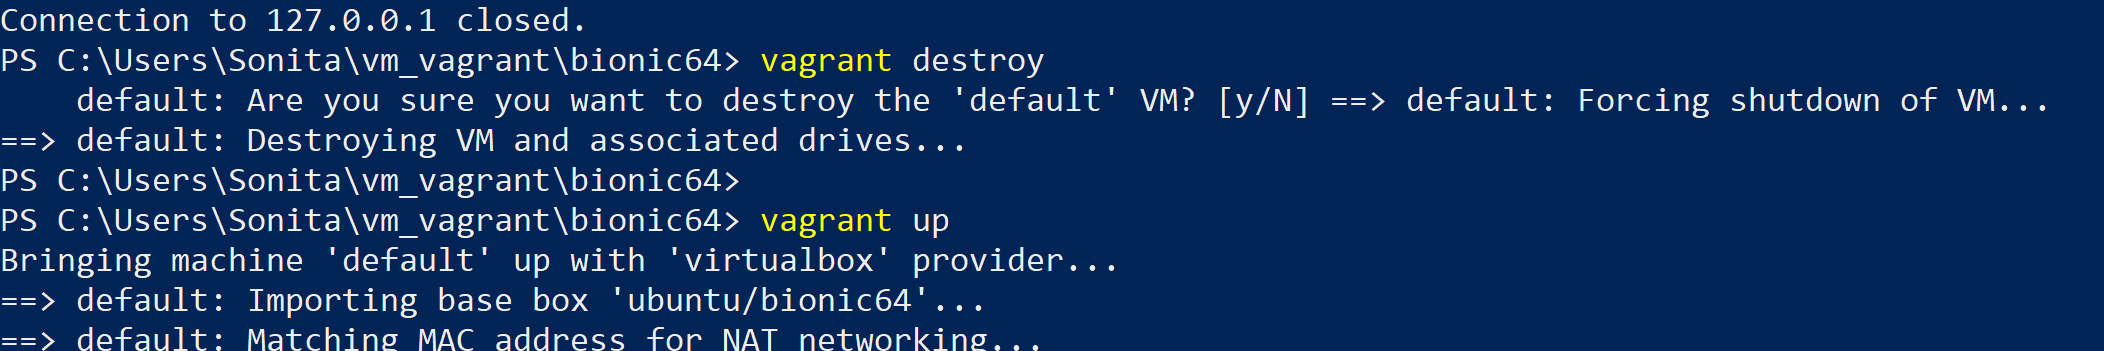 Connection to 127.0.0.1 closed.
PS C:\Users\Sonita\vm_vagrant\bionic64> vagrant destroy
    default: Are you sure you want to destroy the 'default' VM? [y/N] ==> default: Forcing shutdown of VM...
==> default: Destroying VM and associated drives...
PS C:\Users\Sonita\vm_vagrant\bionic64>
PS C:\Users\Sonita\vm_vagrant\bionic64> vagrant up
Bringing machine 'default' up with 'virtualbox' provider...
==> default: Importing base box 'ubuntu/bionic64'...
==> default: Matching MAC address for NAT networking...